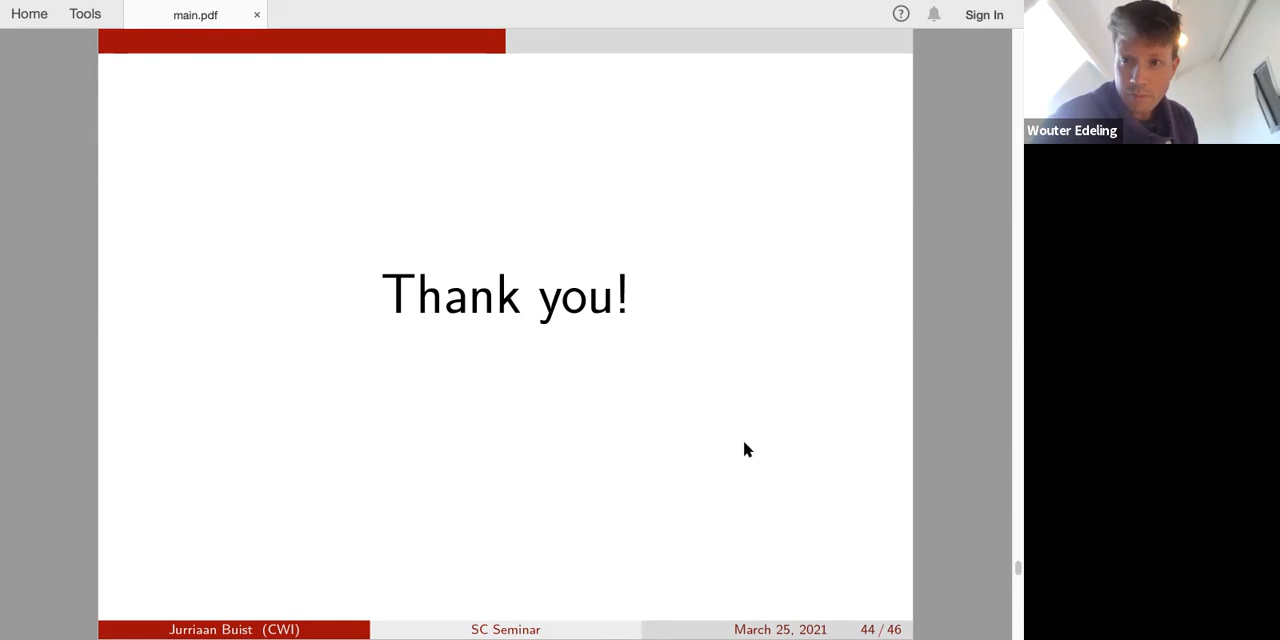 Home Tools main.pdf × ? Sign In
Wouter Edeling
Thank you!
Jurriaan Buist (CWI) SC Seminar March 25, 2021 44 / 46